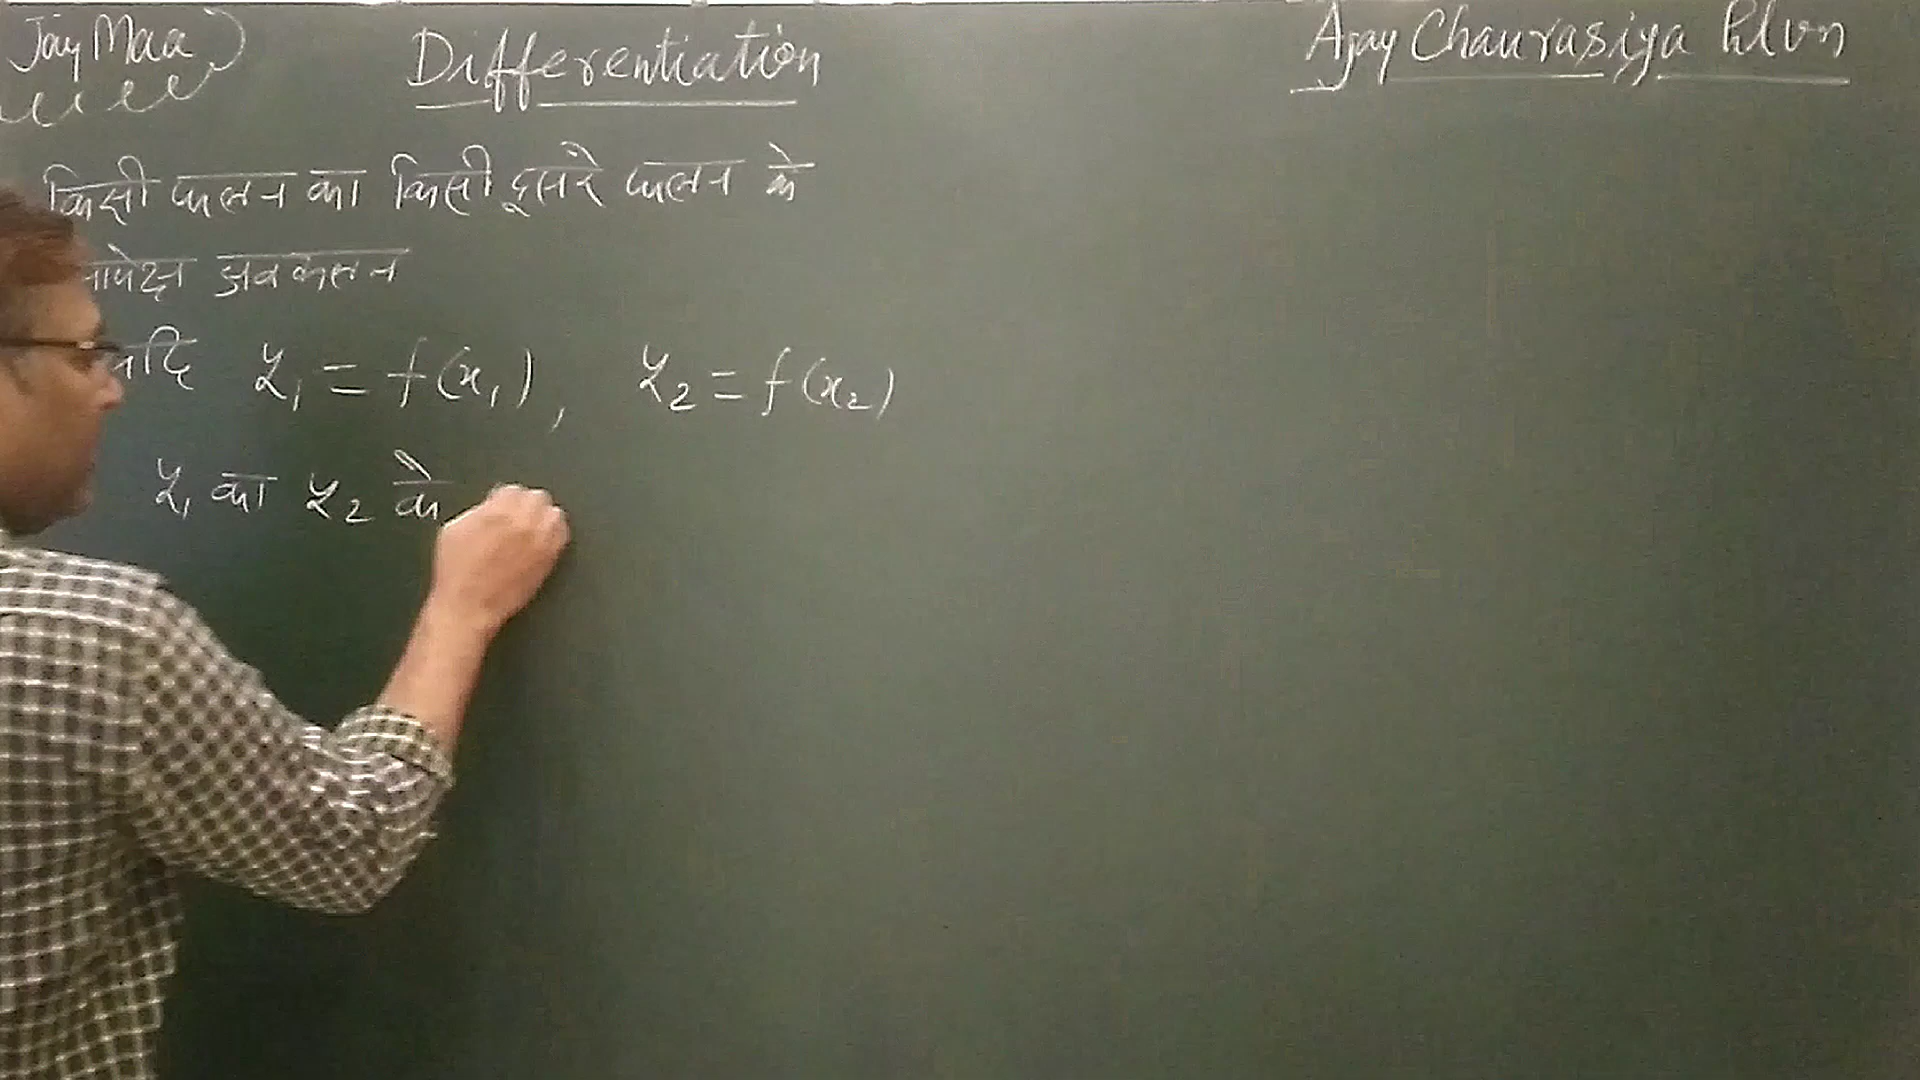 Jay Maa
Differentiation
Ajay Chaurasiya
किसी फलन का किसी दूसरे फलन के
सापेक्ष अवकलन
यदि y₁ = f(x₁), y₂ = f(x₂)
y₁ का y₂ के